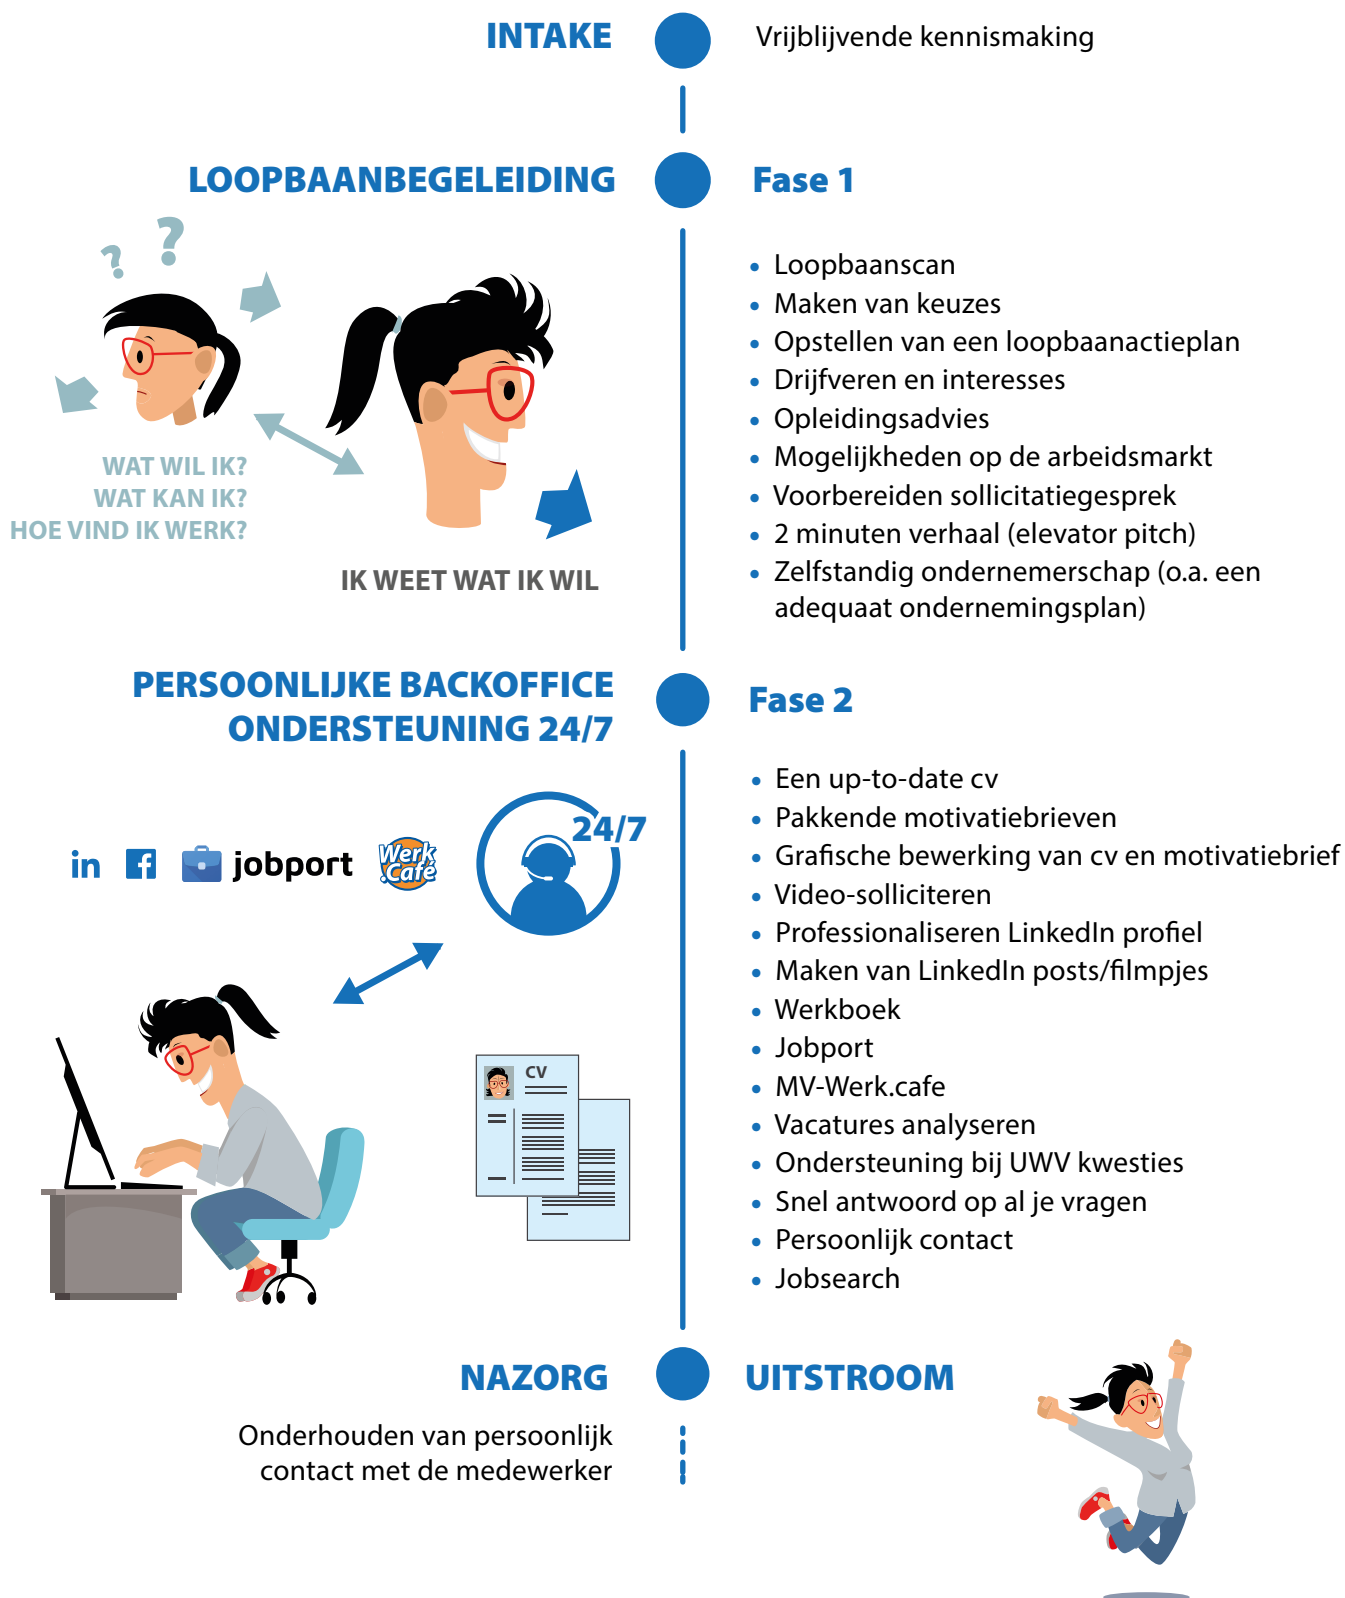 INTAKE
Vrijblijvende kennismaking
LOOPBAANBEGELEIDING
Fase 1
? ?
WAT WIL IK?
WAT KAN IK?
HOE VIND IK WERK?
IK WEET WAT IK WIL
• Loopbaanscan
• Maken van keuzes
• Opstellen van een loopbaanactieplan
• Drijfveren en interesses
• Opleidingsadvies
• Mogelijkheden op de arbeidsmarkt
• Voorbereiden sollicitatiegesprek
• 2 minuten verhaal (elevator pitch)
• Zelfstandig ondernemerschap (o.a. een
adequaat ondernemingsplan)
PERSOONLIJKE BACKOFFICE
ONDERSTEUNING 24/7
Fase 2
in f jobport Werk
.Café
24/7
CV
• Een up-to-date cv
• Pakkende motivatiebrieven
• Grafische bewerking van cv en motivatiebrief
• Video-solliciteren
• Professionaliseren LinkedIn profiel
• Maken van LinkedIn posts/filmpjes
• Werkboek
• Jobport
• MV-Werk.cafe
• Vacatures analyseren
• Ondersteuning bij UWV kwesties
• Snel antwoord op al je vragen
• Persoonlijk contact
• Jobsearch
NAZORG
Onderhouden van persoonlijk
contact met de medewerker
UITSTROOM